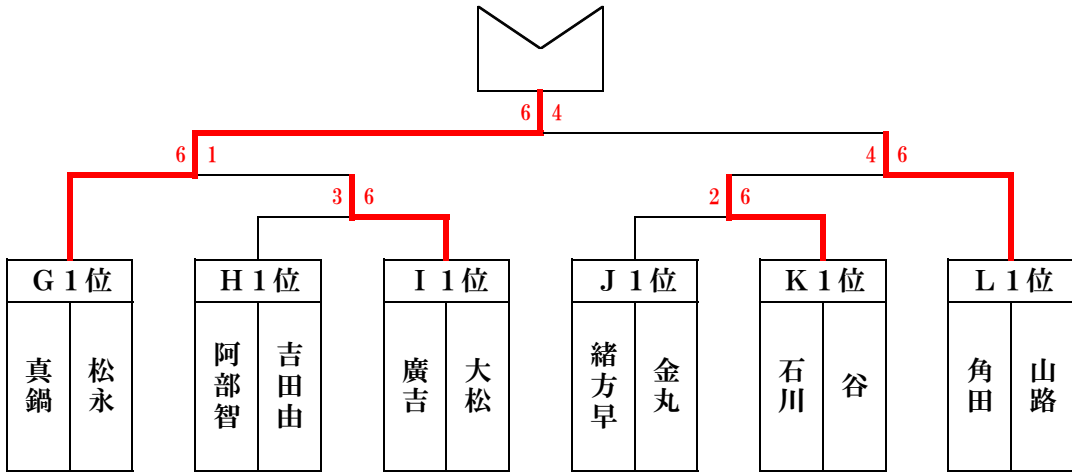 6 4
6 1
4 6
3 6
2 6
G 1 位
H 1 位
I 1 位
J 1 位
K 1 位
L 1 位
真鍋
松永
阿部智
吉田由
廣吉
大松
緒方早
金丸
石川
谷
角田
山路